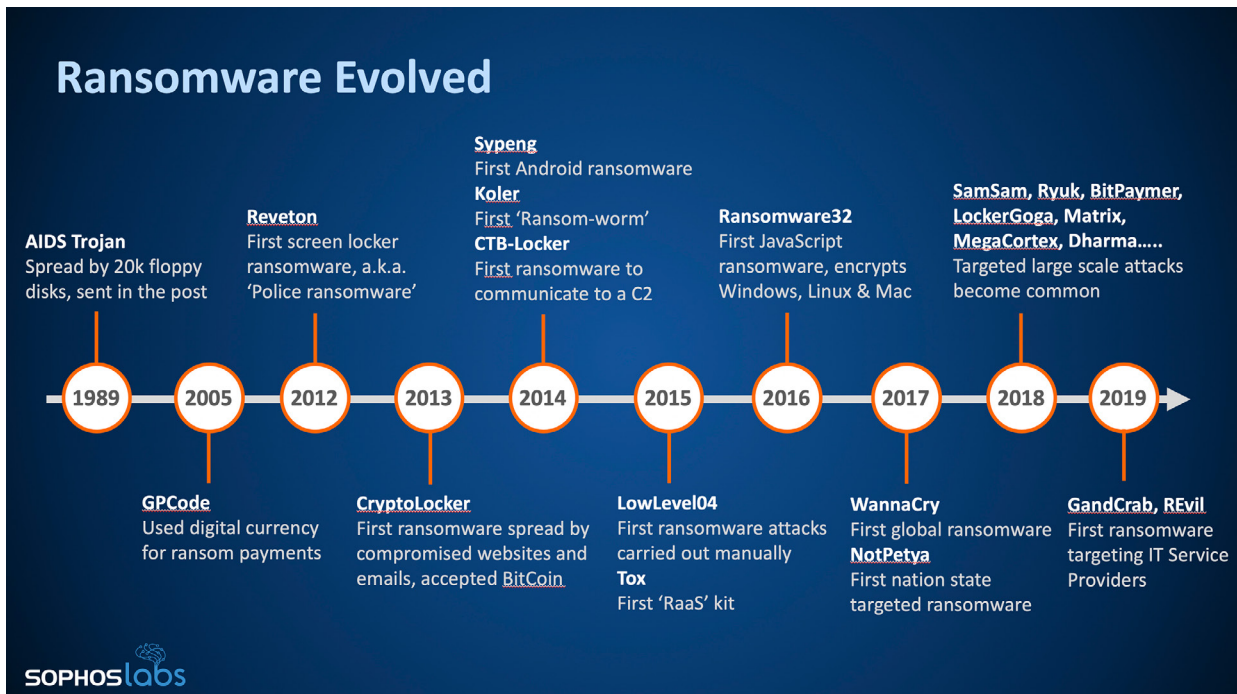 Ransomware Evolved
AIDS Trojan
Spread by 20k floppy
disks, sent in the post
Reveton
First screen locker
ransomware, a.k.a.
‘Police ransomware’
Sypeng
First Android ransomware
Koler
First ‘Ransom-worm’
CTB-Locker
First ransomware to
communicate to a C2
Ransomware32
First JavaScript
ransomware, encrypts
Windows, Linux & Mac
SamSam, Ryuk, BitPaymer,
LockerGoga, Matrix,
MegaCortex, Dharma.....
Targeted large scale attacks
become common
1989
2005
2012
2013
2014
2015
2016
2017
2018
2019
GPCode
Used digital currency
for ransom payments
CryptoLocker
First ransomware spread by
compromised websites and
emails, accepted BitCoin
LowLevel04
First ransomware attacks
carried out manually
Tox
First ‘RaaS’ kit
WannaCry
First global ransomware
NotPetya
First nation state
targeted ransomware
GandCrab, REvil
First ransomware
targeting IT Service
Providers
SOPHOSlabs